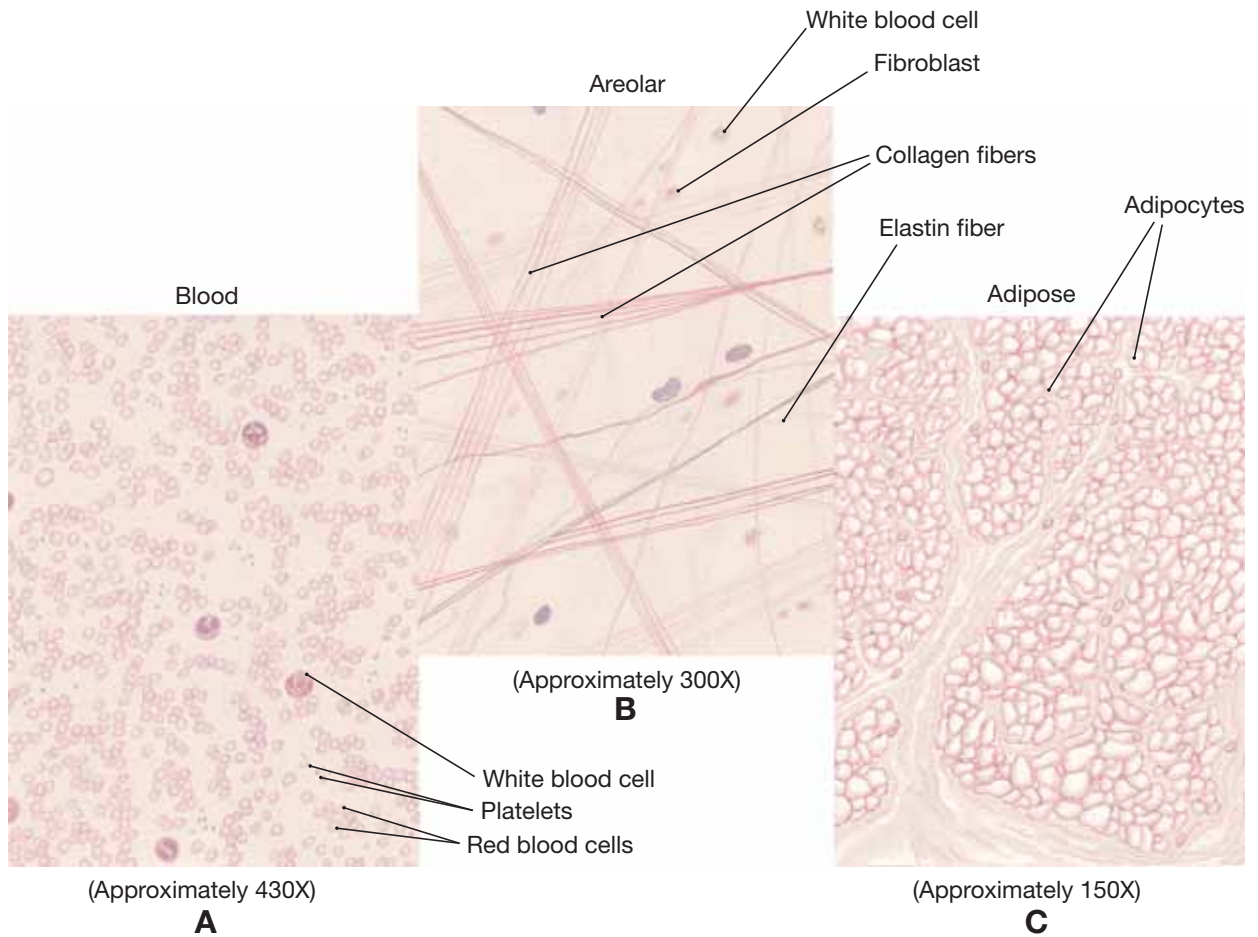 White blood cell
Fibroblast
Areolar
Collagen fibers
Adipocytes
Elastin fiber
Blood
Adipose
(Approximately 300X)
B
White blood cell
Platelets
Red blood cells
(Approximately 430X)
A
(Approximately 150X)
C